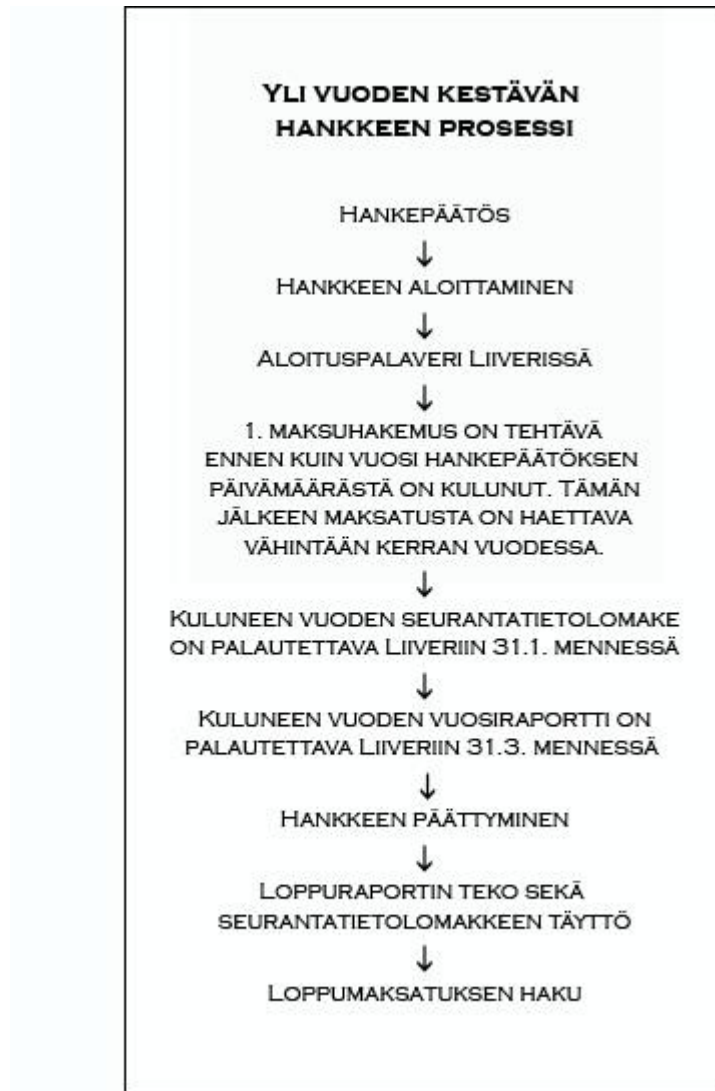 Yli vuoden kestävän
hankkeen prosessi
Hankepäätös
↓
Hankkeen aloittaminen
↓
Aloituspalaveri Liiverissä
↓
1. maksuhakemus on tehtävä
ennen kuin vuosi hankepäätöksen
päivämäärästä on kulunut. Tämän
jälkeen maksatusta on haettava
vähintään kerran vuodessa.
↓
Kuluneen vuoden seurantatietolomake
on palautettava Liiveriin 31.1. mennessä
↓
Kuluneen vuoden vuosiraportti on
palautettava Liiveriin 31.3. mennessä
↓
Hankkeen päättyminen
↓
Loppuraportin teko sekä
seurantatietolomakkeen täyttö
↓
Loppumaksatuksen haku